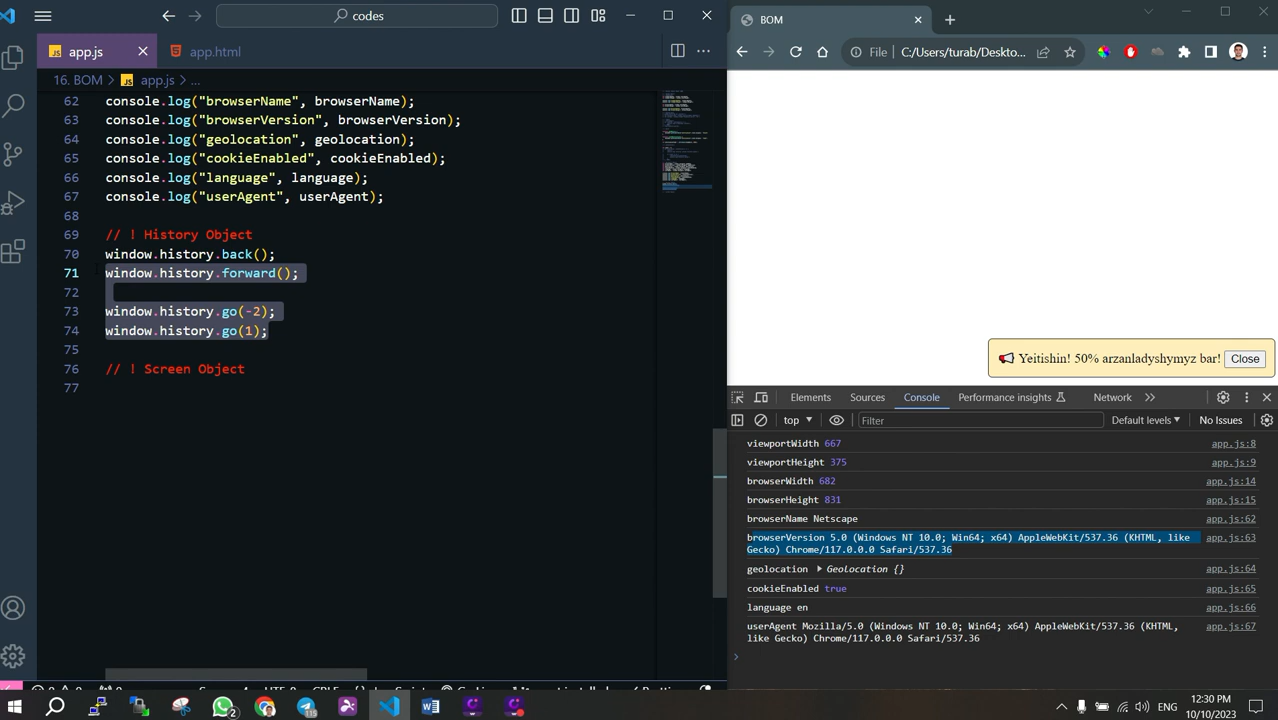 codes
app.js
app.html
16. BOM > app.js > ...
62 console.log("browserName", browserName);
63 console.log("browserVersion", browserVersion);
64 console.log("geolocation", geolocation);
65 console.log("cookieEnabled", cookieEnabled);
66 console.log("language", language);
67 console.log("userAgent", userAgent);
68
69 // ! History Object
70 window.history.back();
71 window.history.forward();
72
73 window.history.go(-2);
74 window.history.go(1);
75
76 // ! Screen Object
77
BOM
File C:/Users/turab/Deskto...
Yeitishin! 50% arzanladyshymyz bar! Close
Elements Sources Console Performance insights Network
top Filter Default levels No Issues
viewportWidth 667 app.js:8
viewportHeight 375 app.js:9
browserWidth 682 app.js:14
browserHeight 831 app.js:15
browserName Netscape app.js:62
browserVersion 5.0 (Windows NT 10.0; Win64; x64) AppleWebKit/537.36 (KHTML, like app.js:63
Gecko) Chrome/117.0.0.0 Safari/537.36
geolocation Geolocation {} app.js:64
cookieEnabled true app.js:65
language en app.js:66
userAgent Mozilla/5.0 (Windows NT 10.0; Win64; x64) AppleWebKit/537.36 (KHTML, app.js:67
like Gecko) Chrome/117.0.0.0 Safari/537.36
2
115
ENG
12:30 PM
10/10/2023